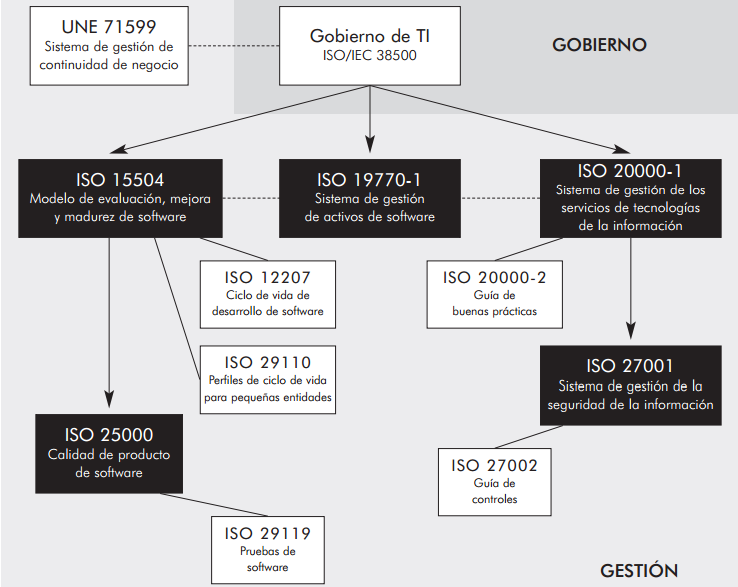 UNE 71599
Sistema de gestión de
continuidad de negocio
Gobierno de TI
ISO/IEC 38500
GOBIERNO
ISO 15504
Modelo de evaluación, mejora
y madurez de software
ISO 19770-1
Sistema de gestión
de activos de software
ISO 20000-1
Sistema de gestión de los
servicios de tecnologías
de la información
ISO 12207
Ciclo de vida de
desarrollo de software
ISO 20000-2
Guía de
buenas prácticas
ISO 29110
Perfiles de ciclo de vida
para pequeñas entidades
ISO 27001
Sistema de gestión de la
seguridad de la información
ISO 25000
Calidad de producto
de software
ISO 27002
Guía de
controles
ISO 29119
Pruebas de
software
GESTIÓN